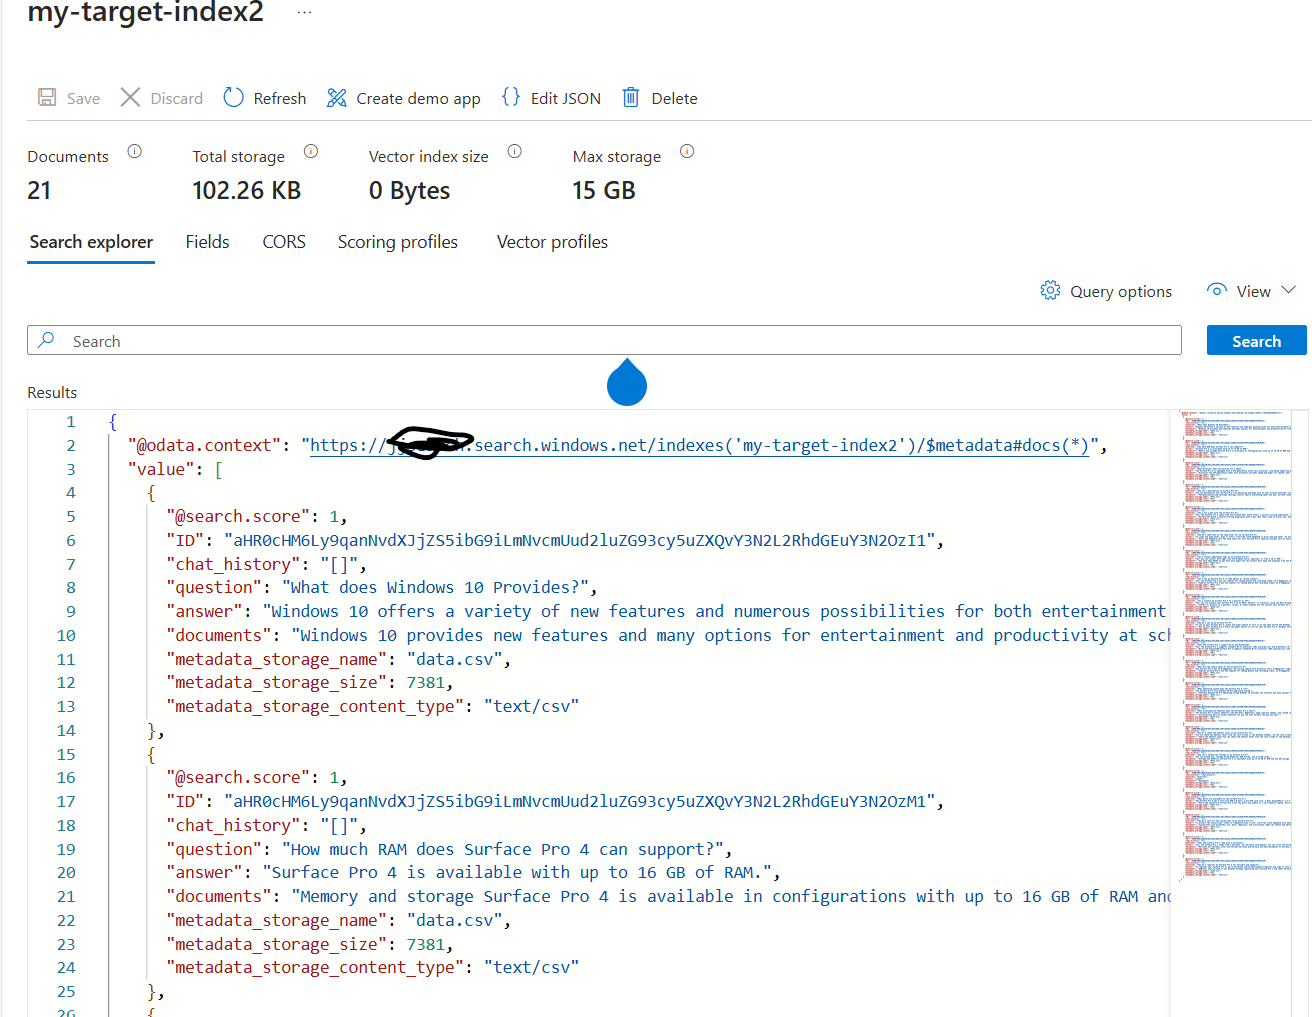 my-target-index2 ...
Save Discard Refresh Create demo app {} Edit JSON Delete
Documents Total storage Vector index size Max storage
21 102.26 KB 0 Bytes 15 GB
Search explorer Fields CORS Scoring profiles Vector profiles
Query options View
Search Search
Results
1 {
2 "@odata.context": "https:// .search.windows.net/indexes('my-target-index2')/$metadata#docs(*)",
3 "value": [
4 {
5 "@search.score": 1,
6 "ID": "aHR0cHM6Ly9qanNvdXJjZS5ibG9iLmNvcmUud2luZG93cy5uZXQvY3N2L2RhdGEuY3N2OzI1",
7 "chat_history": "[]",
8 "question": "What does Windows 10 Provides?",
9 "answer": "Windows 10 offers a variety of new features and numerous possibilities for both entertainment
10 "documents": "Windows 10 provides new features and many options for entertainment and productivity at sch
11 "metadata_storage_name": "data.csv",
12 "metadata_storage_size": 7381,
13 "metadata_storage_content_type": "text/csv"
14 },
15 {
16 "@search.score": 1,
17 "ID": "aHR0cHM6Ly9qanNvdXJjZS5ibG9iLmNvcmUud2luZG93cy5uZXQvY3N2L2RhdGEuY3N2OzM1",
18 "chat_history": "[]",
19 "question": "How much RAM does Surface Pro 4 can support?",
20 "answer": "Surface Pro 4 is available with up to 16 GB of RAM.",
21 "documents": "Memory and storage Surface Pro 4 is available in configurations with up to 16 GB of RAM and
22 "metadata_storage_name": "data.csv",
23 "metadata_storage_size": 7381,
24 "metadata_storage_content_type": "text/csv"
25 },
26 {